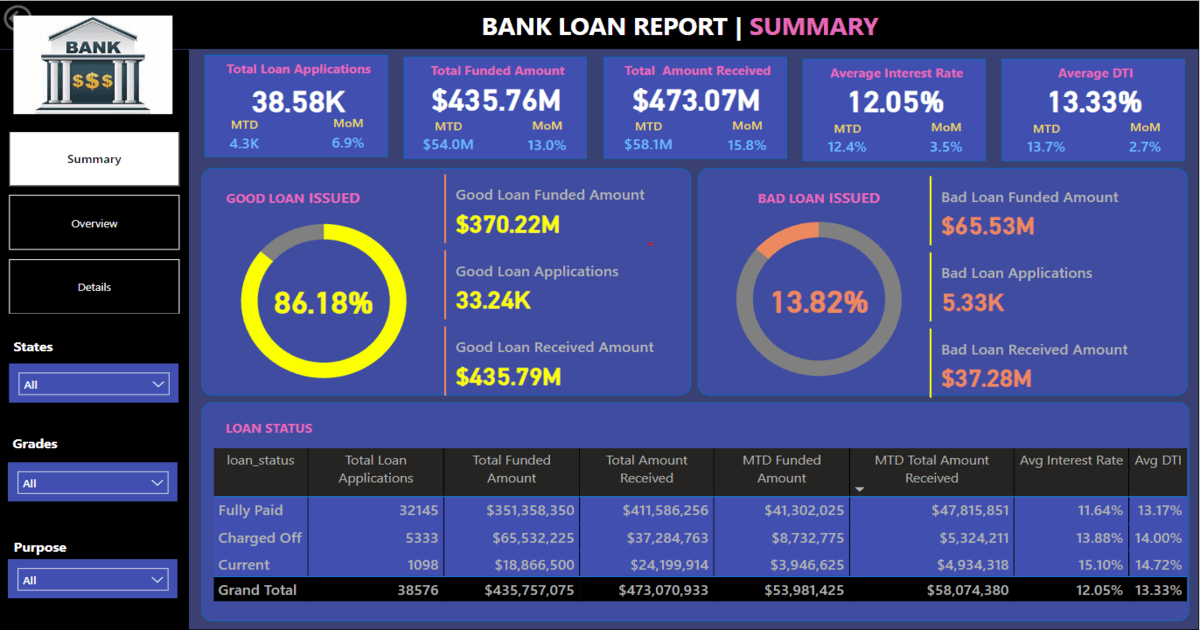 BANK LOAN REPORT | SUMMARY
BANK
$$$
Summary
Overview
Details
States
All
Grades
All
Purpose
All
Total Loan Applications
38.58K
MTD MoM
4.3K 6.9%
Total Funded Amount
$435.76M
MTD MoM
$54.0M 13.0%
Total Amount Received
$473.07M
MTD MoM
$58.1M 15.8%
Average Interest Rate
12.05%
MTD MoM
12.4% 3.5%
Average DTI
13.33%
MTD MoM
13.7% 2.7%
GOOD LOAN ISSUED
86.18%
Good Loan Funded Amount
$370.22M
Good Loan Applications
33.24K
Good Loan Received Amount
$435.79M
BAD LOAN ISSUED
13.82%
Bad Loan Funded Amount
$65.53M
Bad Loan Applications
5.33K
Bad Loan Received Amount
$37.28M
LOAN STATUS
loan_status Total Loan Total Funded Total Amount MTD Funded MTD Total Amount Avg Interest Rate Avg DTI
Applications Amount Received Amount Received
Fully Paid 32145 $351,358,350 $411,586,256 $41,302,025 $47,815,851 11.64% 13.17%
Charged Off 5333 $65,532,225 $37,284,763 $8,732,775 $5,324,211 13.88% 14.00%
Current 1098 $18,866,500 $24,199,914 $3,946,625 $4,934,318 15.10% 14.72%
Grand Total 38576 $435,757,075 $473,070,933 $53,981,425 $58,074,380 12.05% 13.33%